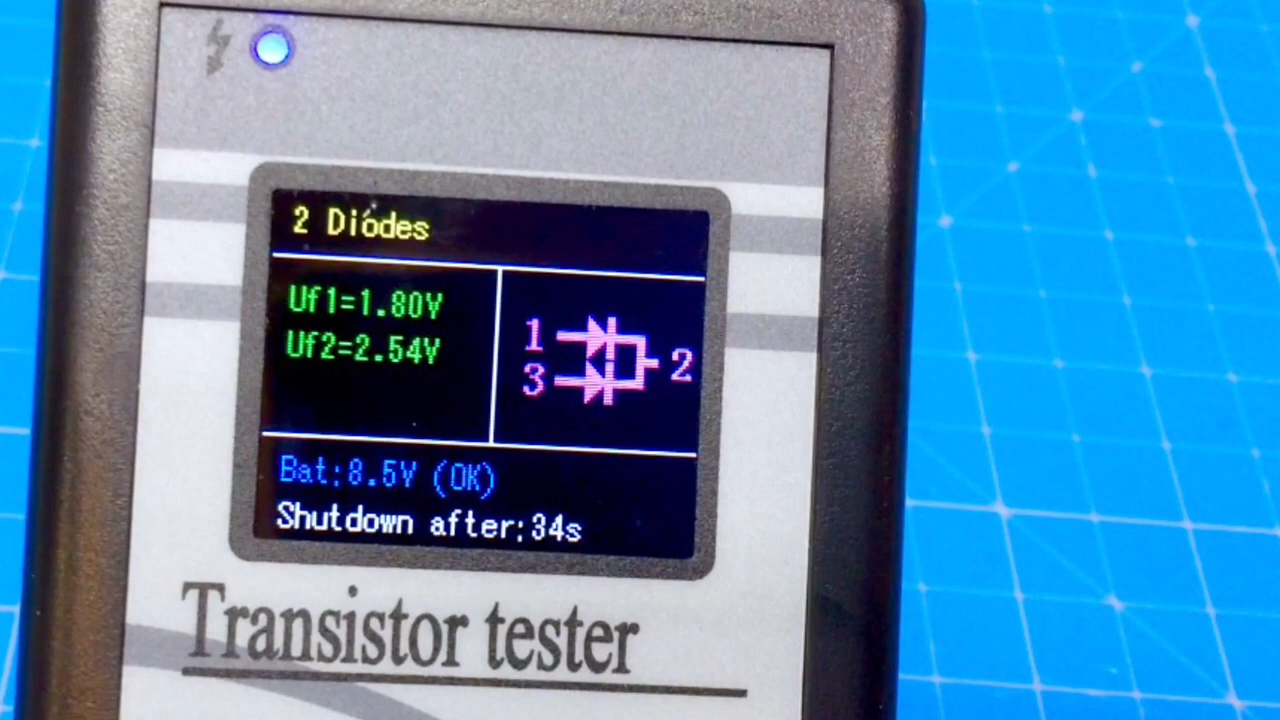 2 Diodes
Uf1=1.80V
Uf2=2.54V
1
3
2
Bat:8.5V (OK)
Shutdown after:34s
Transistor tester